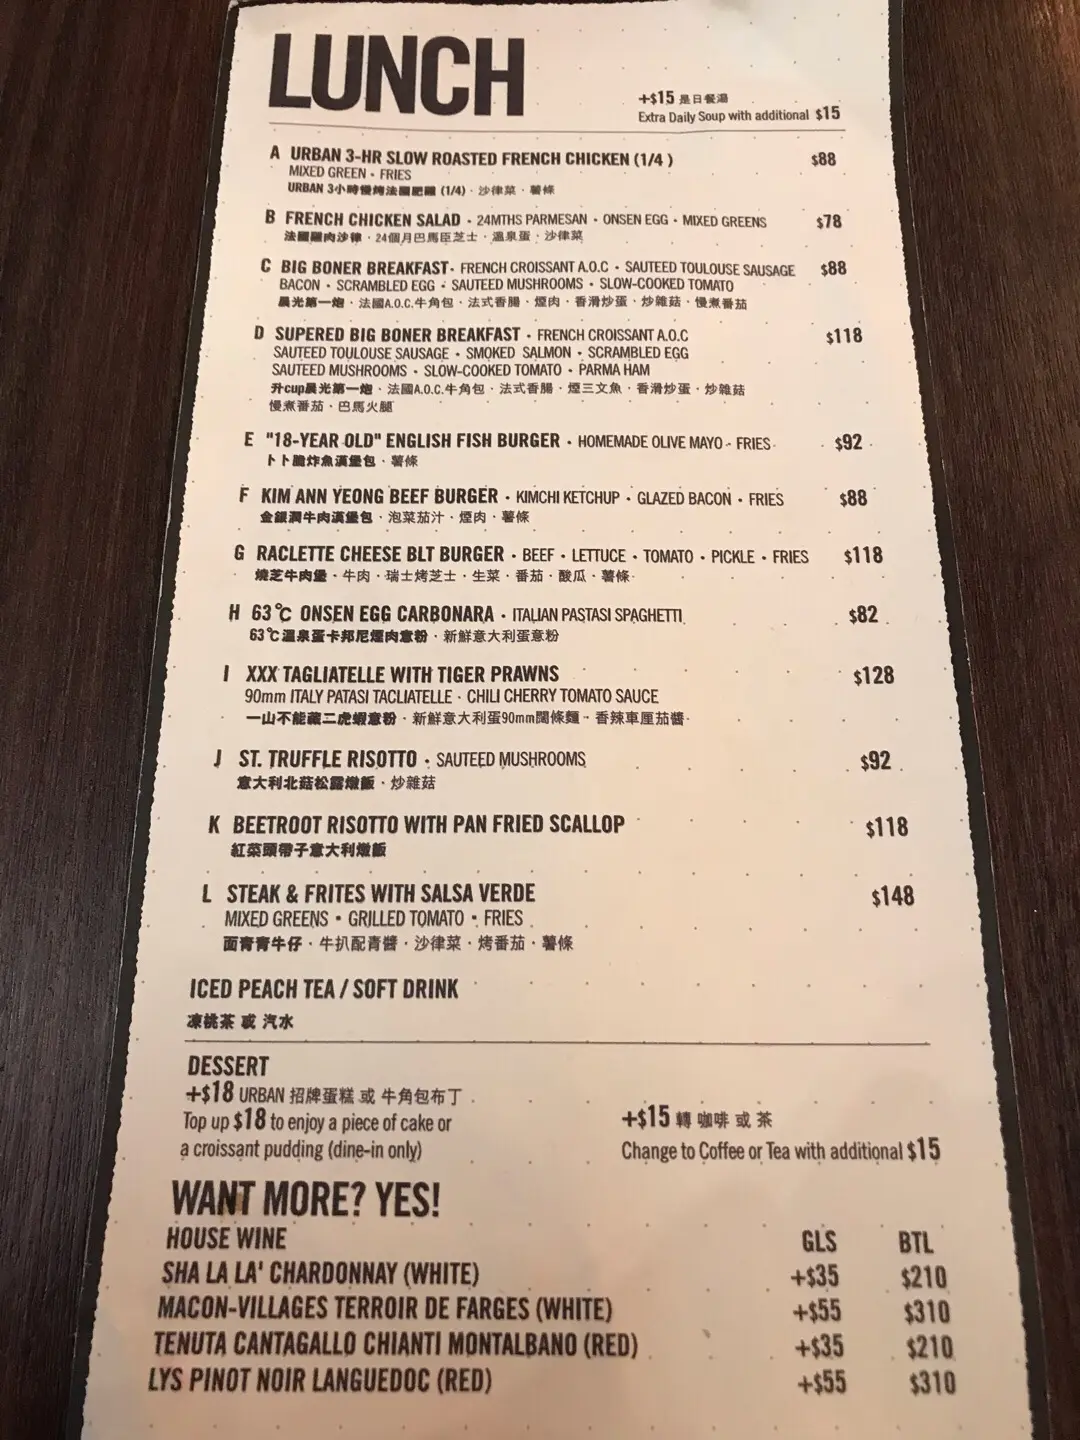 LUNCH
+$15 是日餐湯
Extra Daily Soup with additional $15
A URBAN 3-HR SLOW ROASTED FRENCH CHICKEN (1/4 ) $88
MIXED GREEN · FRIES
URBAN 3小時慢烤法國肥雞 (1/4) · 沙律菜 · 薯條
B FRENCH CHICKEN SALAD · 24MTHS PARMESAN · ONSEN EGG · MIXED GREENS $78
法國雞肉沙律 · 24個月巴馬臣芝士 · 溫泉蛋 · 沙律菜
C BIG BONER BREAKFAST · FRENCH CROISSANT A.O.C · SAUTEED TOULOUSE SAUSAGE $88
BACON · SCRAMBLED EGG · SAUTEED MUSHROOMS · SLOW-COOKED TOMATO
晨光第一炮 · 法國A.O.C.牛角包 · 法式香腸 · 煙肉 · 香滑炒蛋 · 炒雜菇 · 慢煮番茄
D SUPERED BIG BONER BREAKFAST · FRENCH CROISSANT A.O.C $118
SAUTEED TOULOUSE SAUSAGE · SMOKED SALMON · SCRAMBLED EGG
SAUTEED MUSHROOMS · SLOW-COOKED TOMATO · PARMA HAM
升cup晨光第一炮 · 法國A.O.C.牛角包 · 法式香腸 · 煙三文魚 · 香滑炒蛋 · 炒雜菇
慢煮番茄 · 巴馬火腿
E "18-YEAR OLD" ENGLISH FISH BURGER · HOMEMADE OLIVE MAYO · FRIES $92
卜卜脆炸魚漢堡包 · 薯條
F KIM ANN YEONG BEEF BURGER · KIMCHI KETCHUP · GLAZED BACON · FRIES $88
金銀潤牛肉漢堡包 · 泡菜茄汁 · 煙肉 · 薯條
G RACLETTE CHEESE BLT BURGER · BEEF · LETTUCE · TOMATO · PICKLE · FRIES $118
燒芝牛肉堡 · 牛肉 · 瑞士烤芝士 · 生菜 · 番茄 · 酸瓜 · 薯條
H 63℃ ONSEN EGG CARBONARA · ITALIAN PASTASI SPAGHETTI $82
63℃溫泉蛋卡邦尼煙肉意粉 · 新鮮意大利蛋意粉
I XXX TAGLIATELLE WITH TIGER PRAWNS $128
90mm ITALY PATASI TACLIATELLE · CHILI CHERRY TOMATO SAUCE
一山不能藏二虎蝦意粉 · 新鮮意大利蛋90mm闊條麵 · 香辣車厘茄醬
J ST. TRUFFLE RISOTTO · SAUTEED MUSHROOMS $92
意大利北菇松露燉飯 · 炒雜菇
K BEETROOT RISOTTO WITH PAN FRIED SCALLOP $118
紅菜頭帶子意大利燉飯
L STEAK & FRITES WITH SALSA VERDE $148
MIXED GREENS · GRILLED TOMATO · FRIES
面青青牛仔 · 牛扒配青醬 · 沙律菜 · 烤番茄 · 薯條
ICED PEACH TEA / SOFT DRINK
凍桃茶 或 汽水
DESSERT
+$18 URBAN 招牌蛋糕 或 牛角包布丁
Top up $18 to enjoy a piece of cake or
a croissant pudding (dine-in only)
+$15 轉 咖啡 或 茶
Change to Coffee or Tea with additional $15
WANT MORE? YES!
HOUSE WINE GLS BTL
SHA LA LA' CHARDONNAY (WHITE) +$35 $210
MACON-VILLAGES TERROIR DE FARGES (WHITE) +$55 $310
TENUTA CANTAGALLO CHIANTI MONTALBANO (RED) +$35 $210
LYS PINOT NOIR LANGUEDOC (RED) +$55 $310